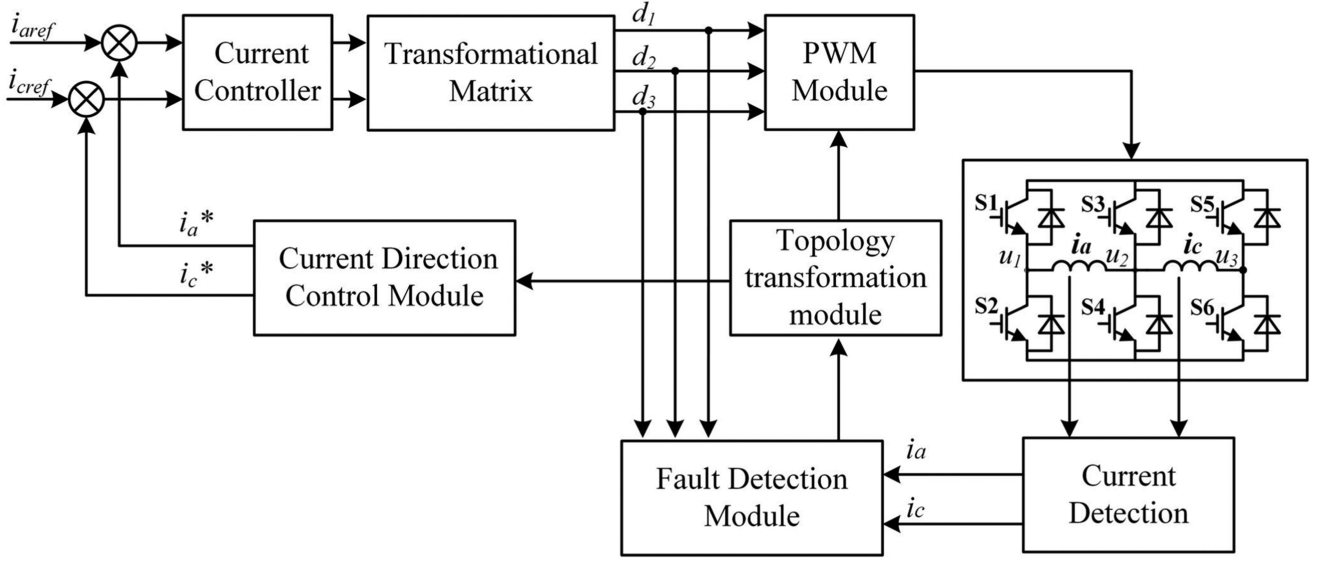 iaref
icref
Current
Controller
Transformational
Matrix
d1
d2
d3
PWM
Module
ia*
ic*
Current Direction
Control Module
Topology
transformation
module
S1
S3
S5
ia
ic
u1
u2
u3
S2
S4
S6
Fault Detection
Module
ia
ic
Current
Detection